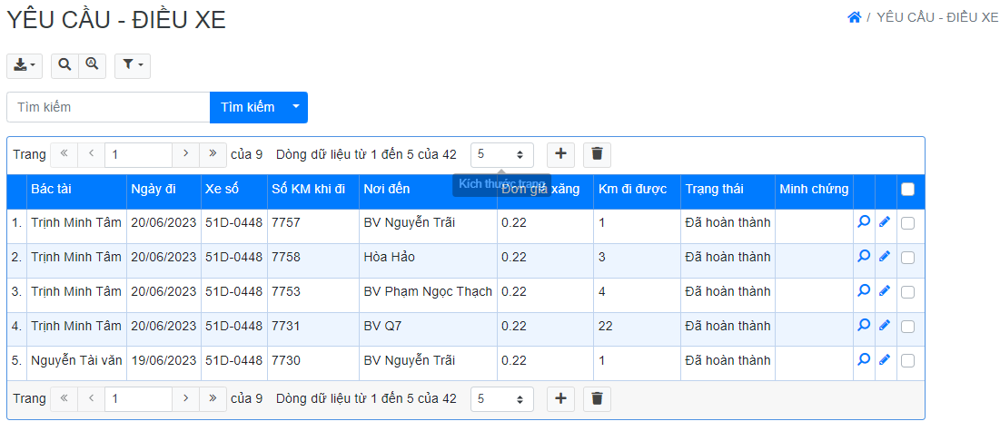 YÊU CẦU - ĐIỀU XE
/ YÊU CẦU - ĐIỀU XE
Tìm kiếm Tìm kiếm
Trang « ‹ 1 › » của 9 Dòng dữ liệu từ 1 đến 5 của 42 5
Kích thước trang
Bác tài Ngày đi Xe số Số KM khi đi Nơi đến Đơn giá xăng Km đi được Trạng thái Minh chứng
1. Trịnh Minh Tâm 20/06/2023 51D-0448 7757 BV Nguyễn Trãi 0.22 1 Đã hoàn thành
2. Trịnh Minh Tâm 20/06/2023 51D-0448 7758 Hòa Hảo 0.22 3 Đã hoàn thành
3. Trịnh Minh Tâm 20/06/2023 51D-0448 7753 BV Phạm Ngọc Thạch 0.22 4 Đã hoàn thành
4. Trịnh Minh Tâm 20/06/2023 51D-0448 7731 BV Q7 0.22 22 Đã hoàn thành
5. Nguyễn Tài văn 19/06/2023 51D-0448 7730 BV Nguyễn Trãi 0.22 1 Đã hoàn thành
Trang « ‹ 1 › » của 9 Dòng dữ liệu từ 1 đến 5 của 42 5